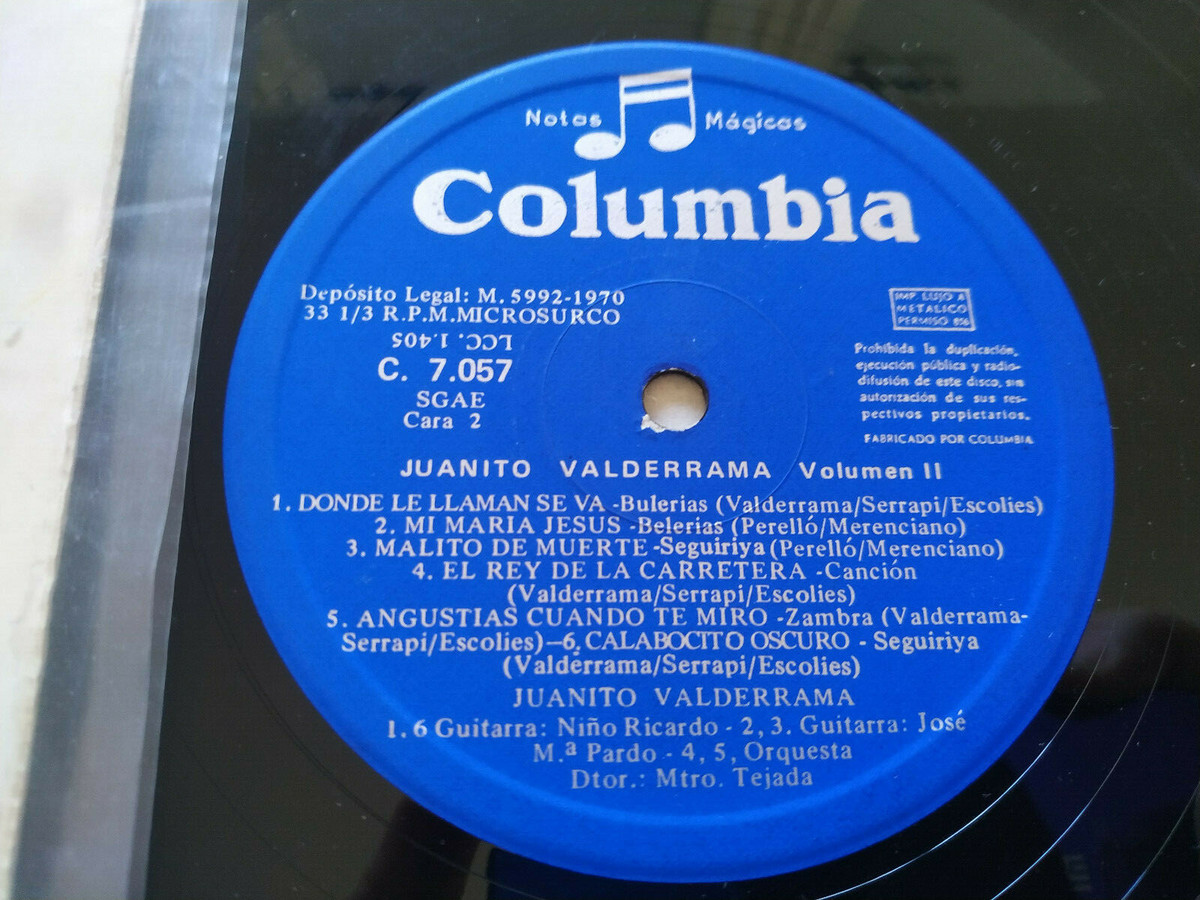 Notas Mágicas
Columbia
Depósito Legal: M. 5992-1970
33 1/3 R.P.M.MICROSURCO
LCC. 1.405
C. 7.057
SGAE
Cara 2
IMP. LUJO A
METALICO
PERMISO
Prohibida la duplicación,
ejecución pública y radio-
difusión de este disco, sin
autorización de sus res-
pectivos propietarios.
FABRICADO POR COLUMBIA
JUANITO VALDERRAMA Volumen II
1. DONDE LE LLAMAN SE VA -Bulerias (Valderrama/Serrapi/Escolies)
2. MI MARIA JESUS -Belerias (Perelló/Merenciano)
3. MALITO DE MUERTE -Seguiriya (Perelló/Merenciano)
4. EL REY DE LA CARRETERA -Canción
(Valderrama/Serrapi/Escolies)
5. ANGUSTIAS CUANDO TE MIRO -Zambra (Valderrama-
Serrapi/Escolies)—6. CALABOCITO OSCURO - Seguiriya
(Valderrama/Serrapi/Escolies)
JUANITO VALDERRAMA
1.6 Guitarra: Niño Ricardo - 2, 3. Guitarra: José
M.ª Pardo - 4, 5, Orquesta
Dtor.: Mtro. Tejada